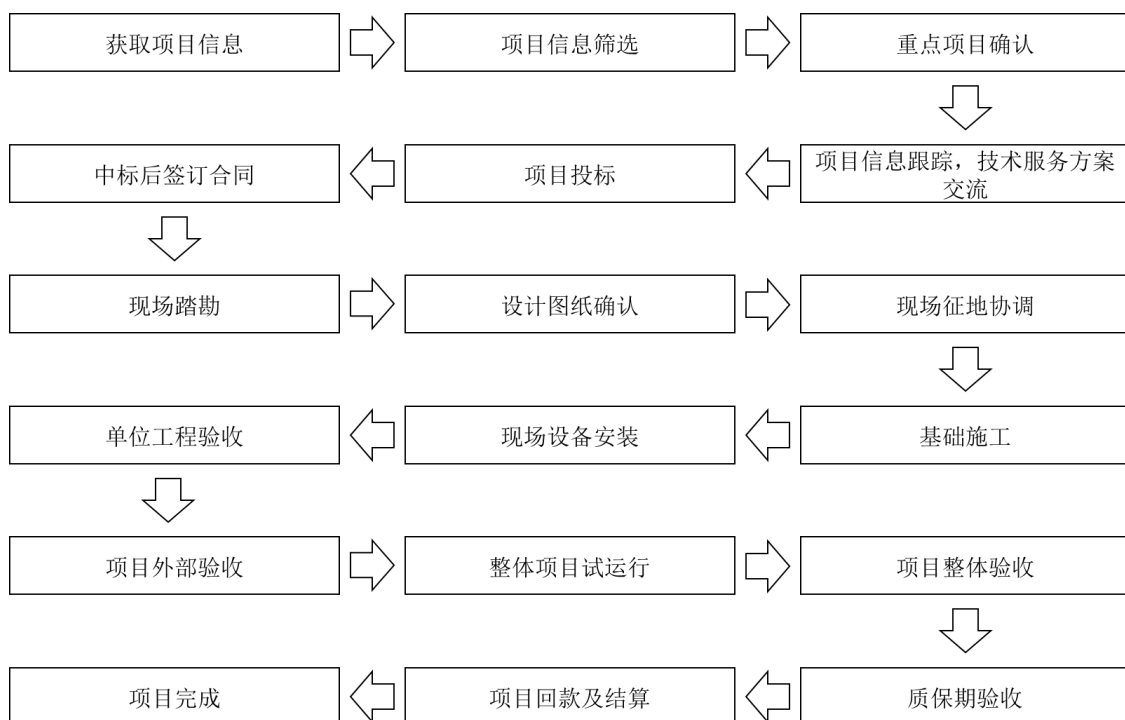 获取项目信息
项目信息筛选
重点项目确认
项目信息跟踪，技术服务方案
交流
项目投标
中标后签订合同
现场踏勘
设计图纸确认
现场征地协调
基础施工
现场设备安装
单位工程验收
项目外部验收
整体项目试运行
项目整体验收
质保期验收
项目回款及结算
项目完成